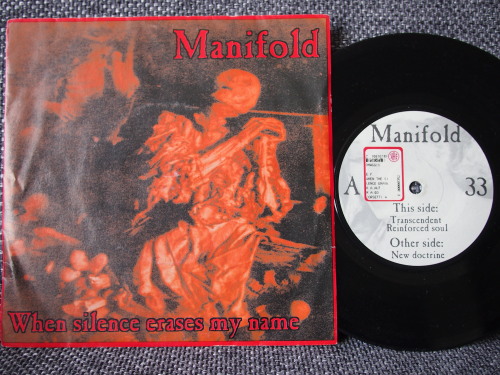 Manifold
When silence erases my name
Manifold
A
33
This side:
Transcendent
Reinforced soul
Other side:
New doctrine